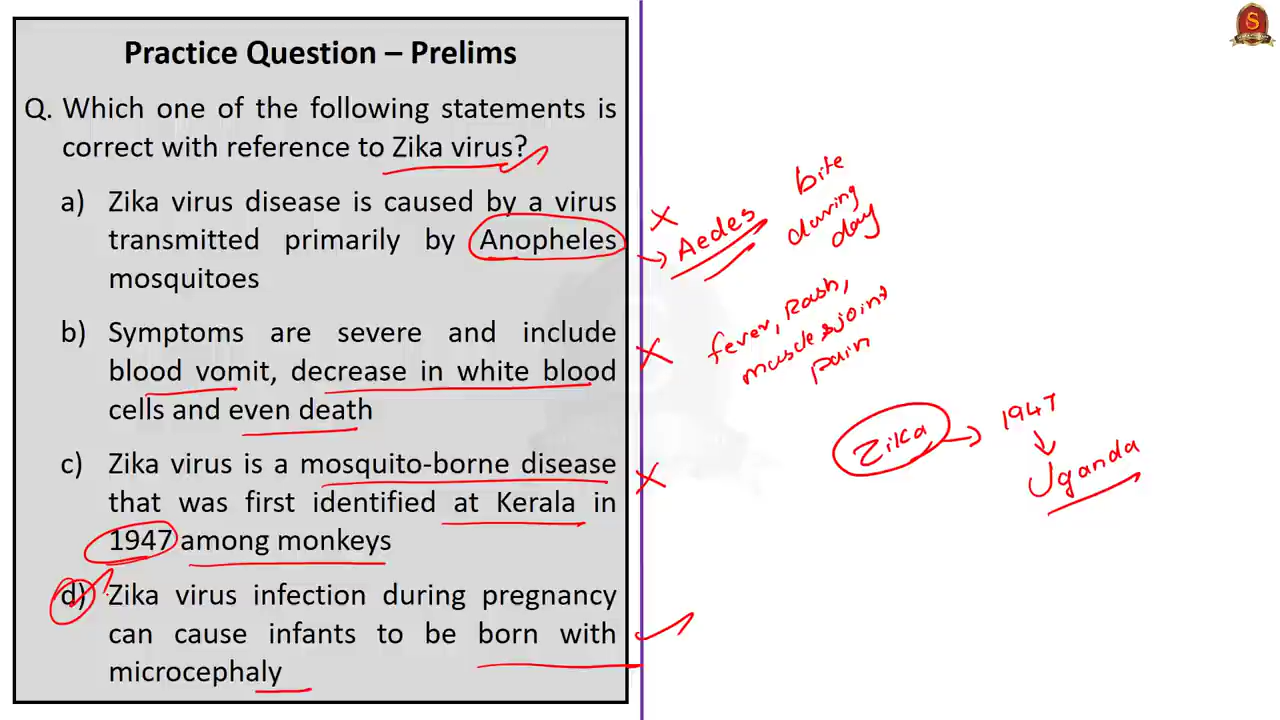 Practice Question – Prelims
Q. Which one of the following statements is
correct with reference to Zika virus?
a) Zika virus disease is caused by a virus
transmitted primarily by Anopheles
mosquitoes
b) Symptoms are severe and include
blood vomit, decrease in white blood
cells and even death
c) Zika virus is a mosquito-borne disease
that was first identified at Kerala in
1947 among monkeys
d) Zika virus infection during pregnancy
can cause infants to be born with
microcephaly
Aedes
bite
during
day
fever, Rash,
muscle & joint
pain
Zika → 1947
Uganda
S